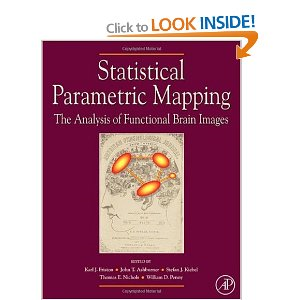 Click to LOOK INSIDE!
Statistical
Parametric Mapping
The Analysis of Functional Brain Images
EDITED BY
Karl J. Friston • John T. Ashburner • Stefan J. Kiebel
Thomas E. Nichols • William D. Penny
AP